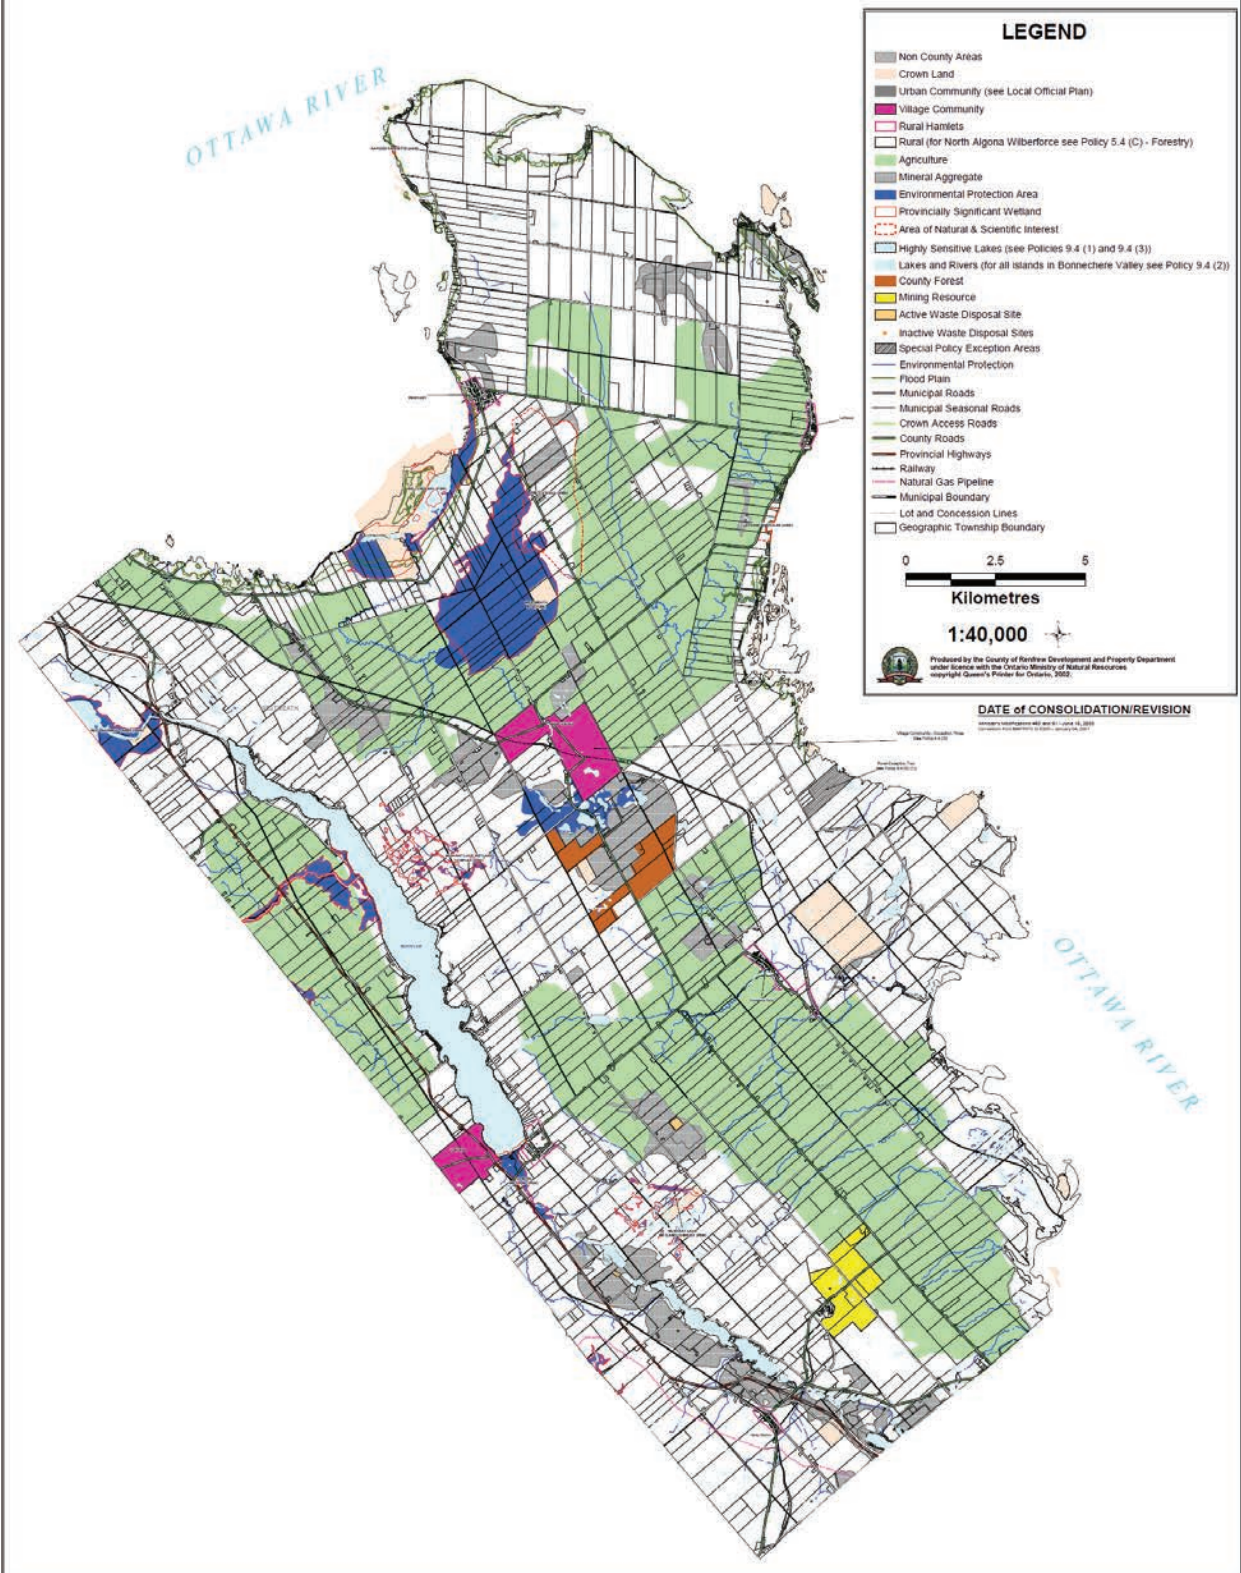 OTTAWA RIVER
LEGEND
Non County Areas
Crown Land
Urban Community (see Local Official Plan)
Village Community
Rural Hamlets
Rural (for North Algona Wilberforce see Policy 5.4 (C) - Forestry)
Agriculture
Mineral Aggregate
Environmental Protection Area
Provincially Significant Wetland
Area of Natural & Scientific Interest
Highly Sensitive Lakes (see Policies 9.4 (1) and 9.4 (3))
Lakes and Rivers (for all islands in Bonnechere Valley see Policy 9.4 (2))
County Forest
Mining Resource
Active Waste Disposal Site
Inactive Waste Disposal Sites
Special Policy Exception Areas
Environmental Protection
Flood Plain
Municipal Roads
Municipal Seasonal Roads
Crown Access Roads
County Roads
Provincial Highways
Railway
Natural Gas Pipeline
Municipal Boundary
Lot and Concession Lines
Geographic Township Boundary
0 2.5 5
Kilometres
1:40,000
Produced by the County of Renfrew Development and Property Department
under licence with the Ontario Ministry of Natural Resources
copyright Queen's Printer for Ontario, 2002.
DATE of CONSOLIDATION/REVISION
OTTAWA RIVER